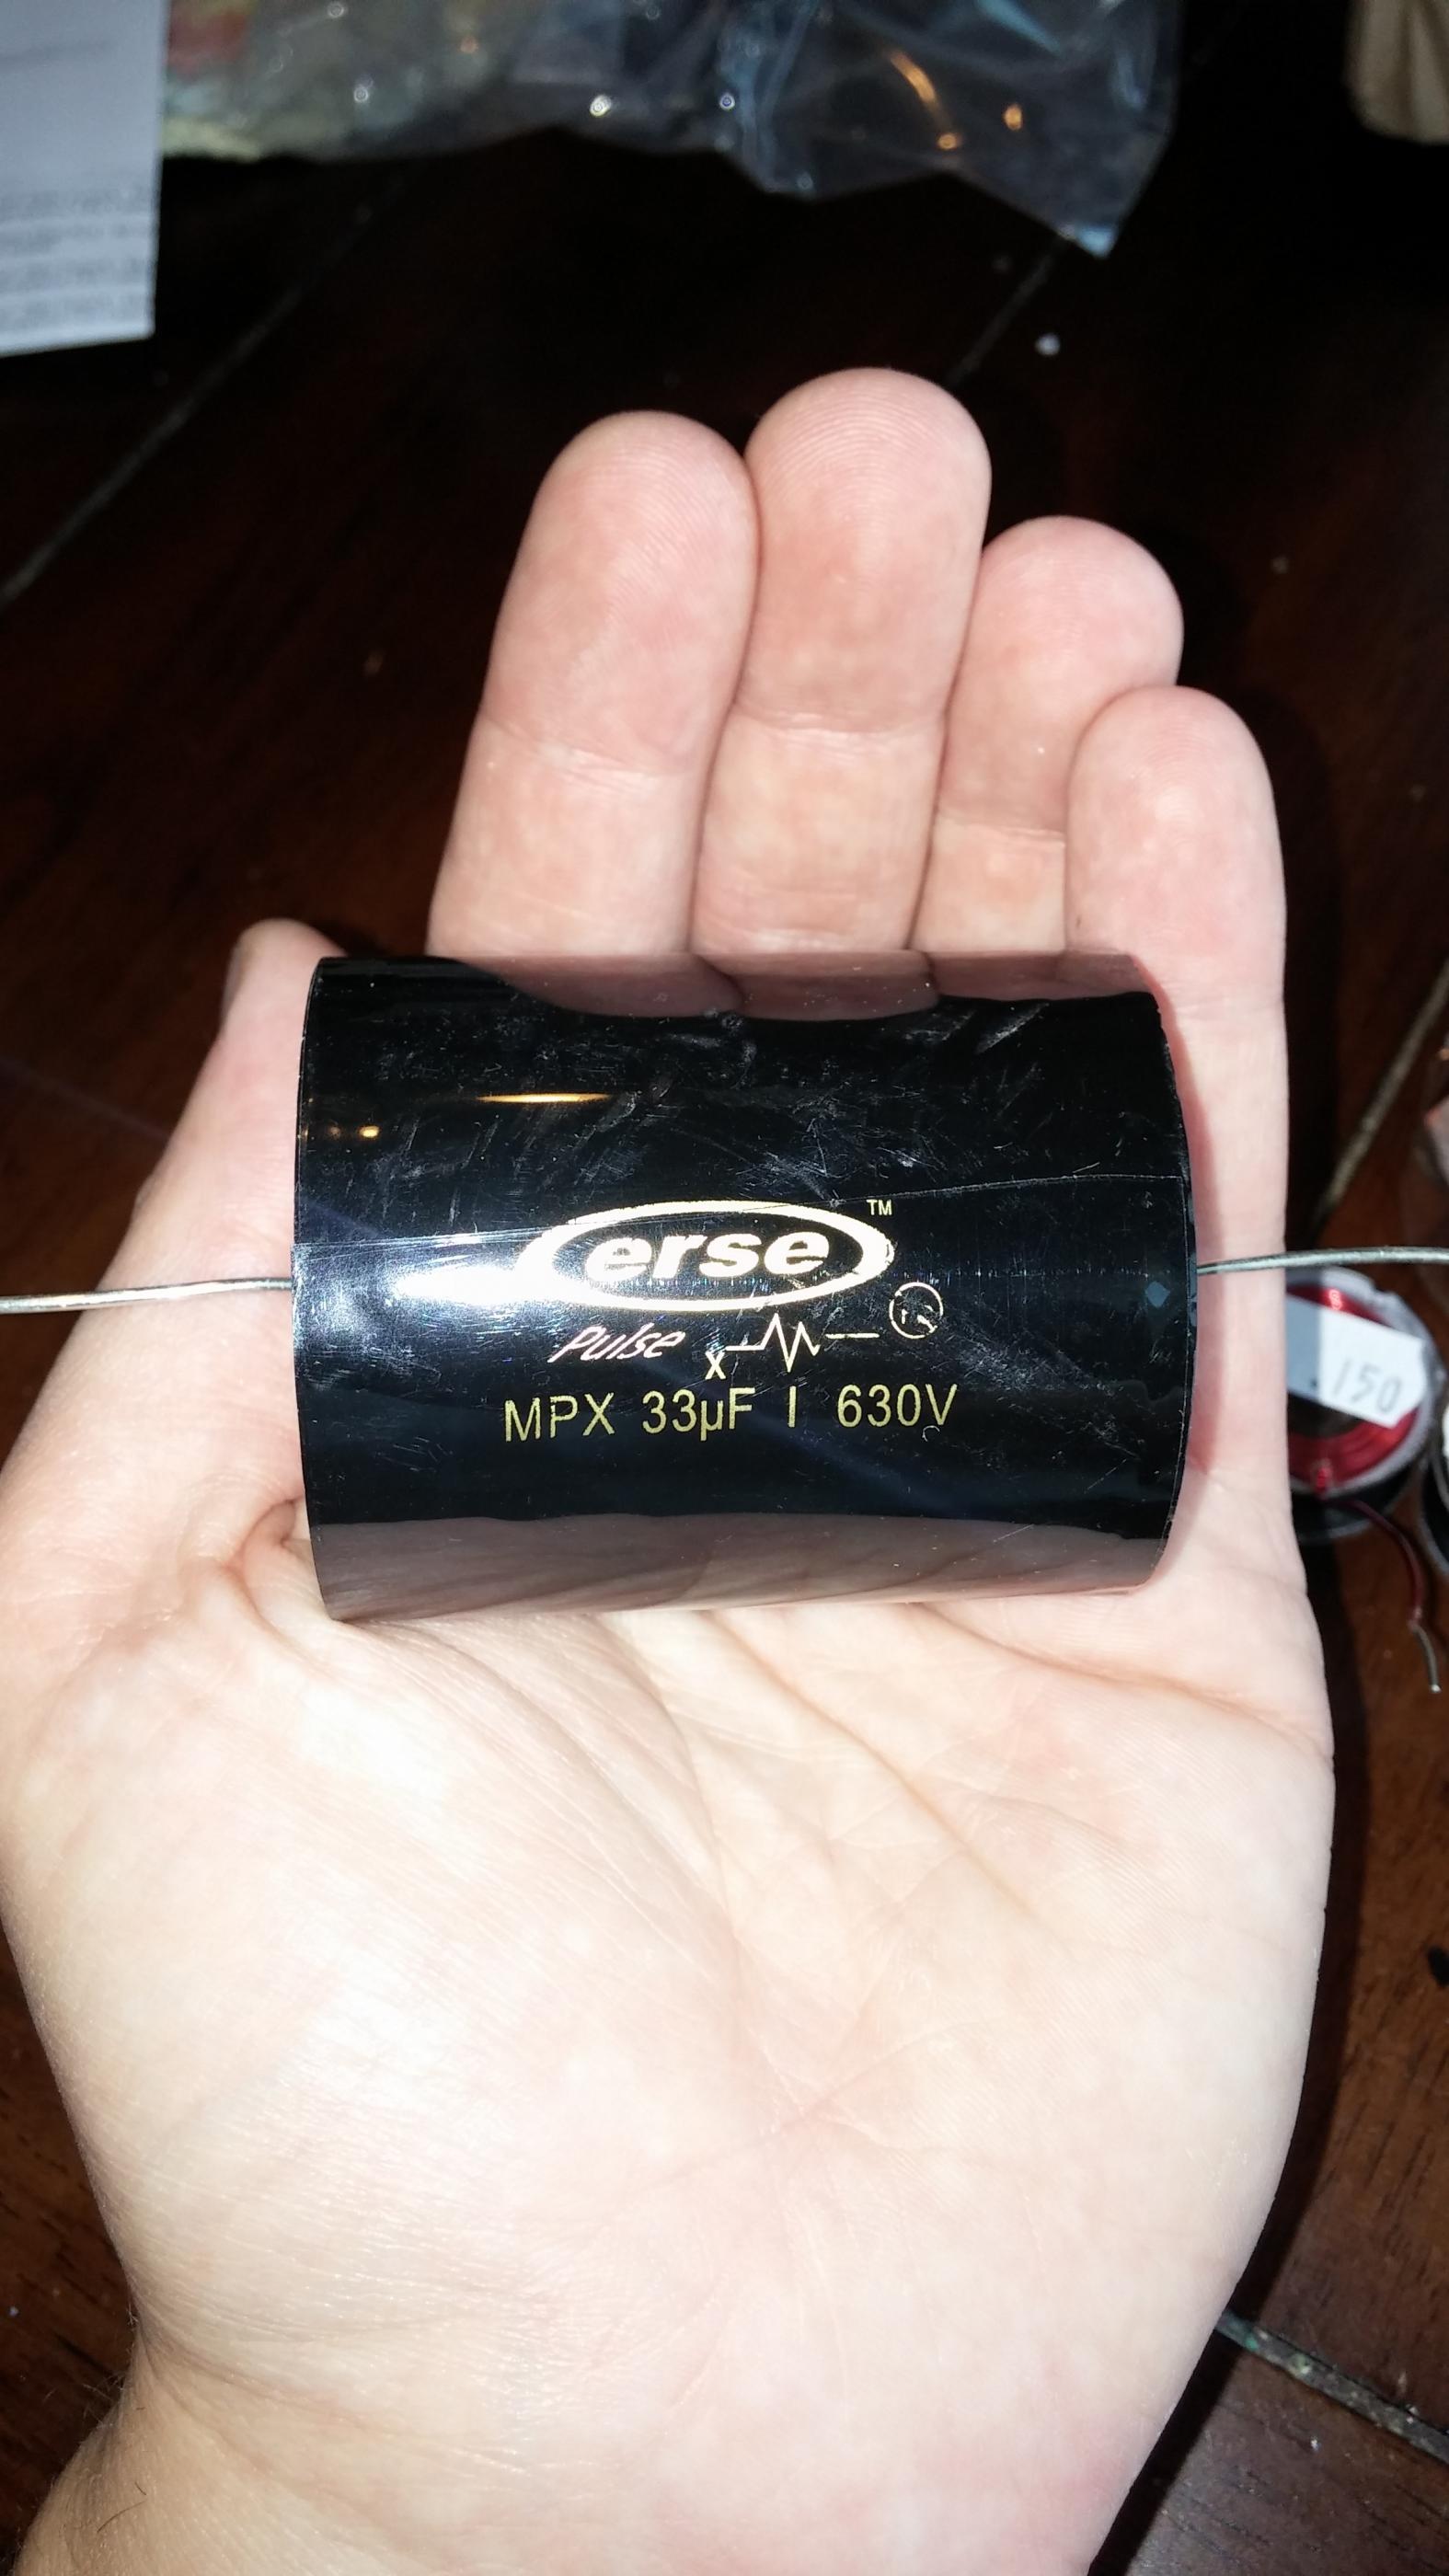 erse™
Pulse X
MPX 33µF | 630V
.150